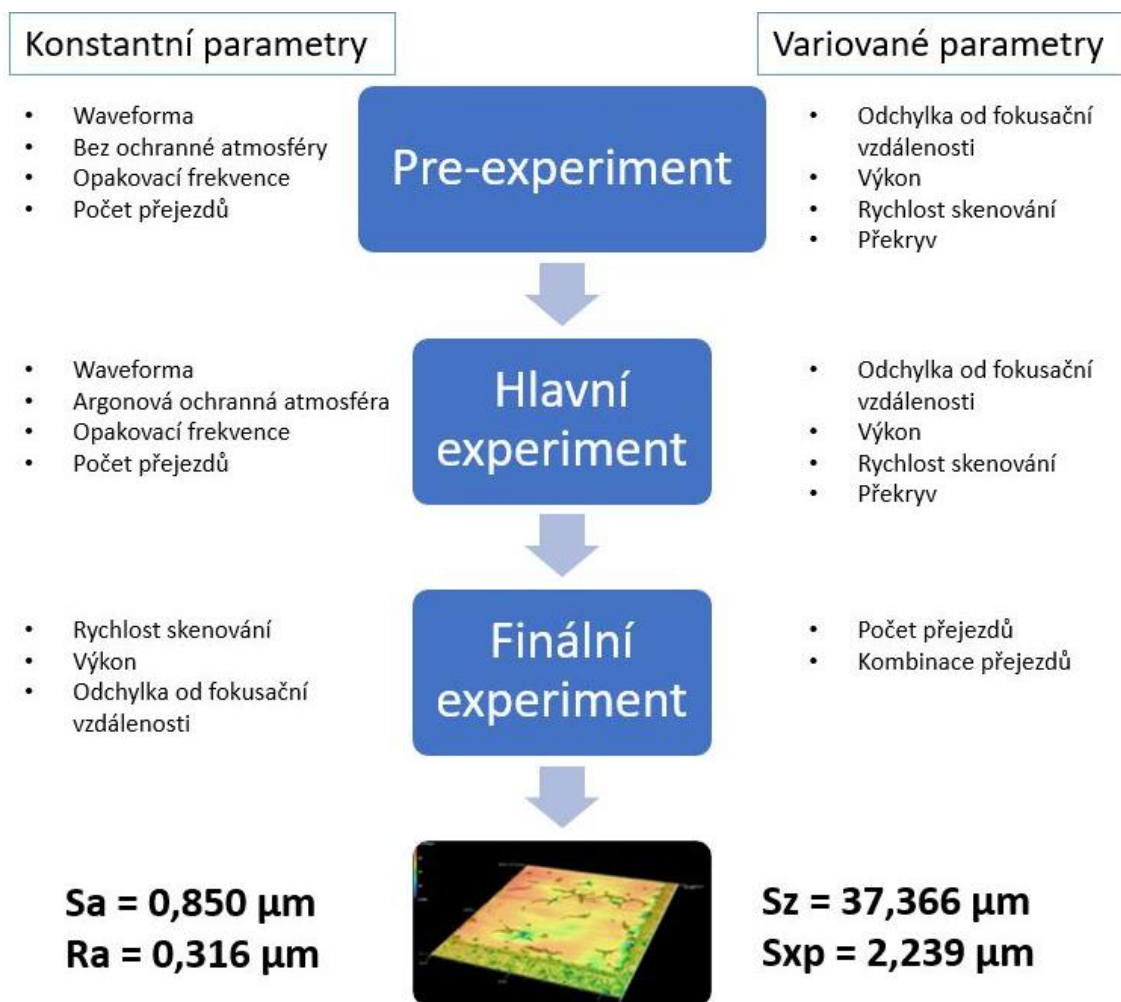 Konstantní parametry
Variované parametry
• Waveforma
• Bez ochranné atmosféry
• Opakovací frekvence
• Počet přejezdů
Pre-experiment
• Odchylka od fokusační
vzdálenosti
• Výkon
• Rychlost skenování
• Překryv
• Waveforma
• Argonová ochranná atmosféra
• Opakovací frekvence
• Počet přejezdů
Hlavní
experiment
• Odchylka od fokusační
vzdálenosti
• Výkon
• Rychlost skenování
• Překryv
• Rychlost skenování
• Výkon
• Odchylka od fokusační
vzdálenosti
Finální
experiment
• Počet přejezdů
• Kombinace přejezdů
Sa = 0,850 µm
Ra = 0,316 µm
Sz = 37,366 µm
Sxp = 2,239 µm